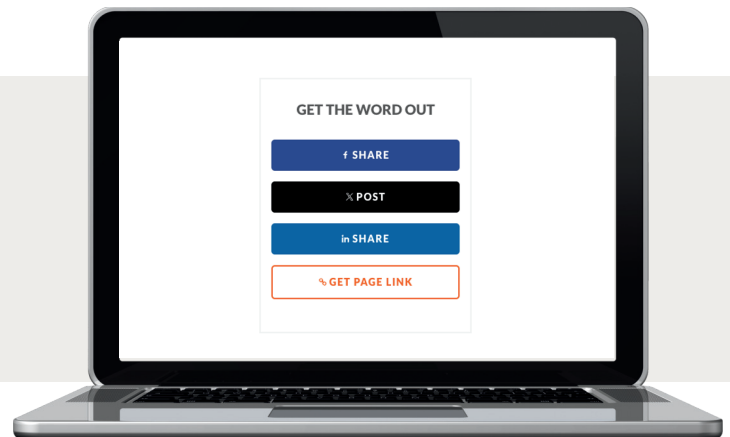 GET THE WORD OUT
f SHARE
𝕏 POST
in SHARE
GET PAGE LINK